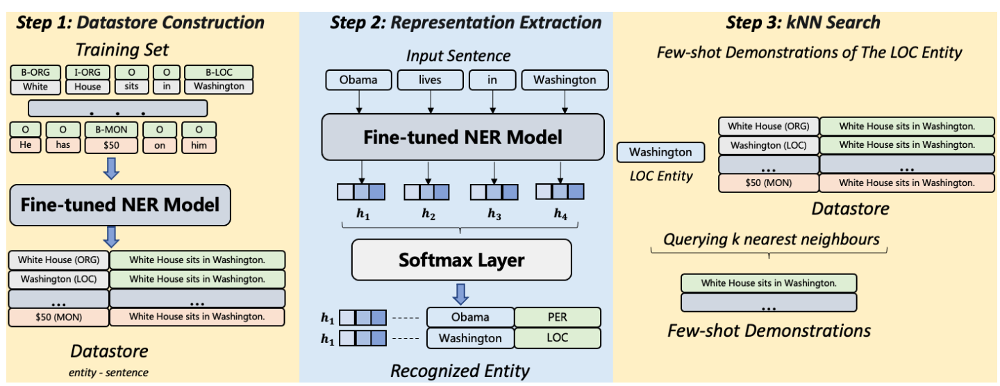 Step 1: Datastore Construction
Training Set
B-ORG I-ORG O O B-LOC
White House sits in Washington
. . .
O O B-MON O O
He has $50 on him
Fine-tuned NER Model
White House (ORG) White House sits in Washington.
Washington (LOC) White House sits in Washington.
... ...
$50 (MON) White House sits in Washington.
Datastore
entity - sentence
Step 2: Representation Extraction
Input Sentence
Obama lives in Washington
Fine-tuned NER Model
h1 h2 h3 h4
Softmax Layer
h1 Obama PER
h1 Washington LOC
Recognized Entity
Step 3: kNN Search
Few-shot Demonstrations of The LOC Entity
Washington
LOC Entity
White House (ORG) White House sits in Washington.
Washington (LOC) White House sits in Washington.
... ...
$50 (MON) White House sits in Washington.
Datastore
Querying k nearest neighbours
White House sits in Washington.
...
Few-shot Demonstrations